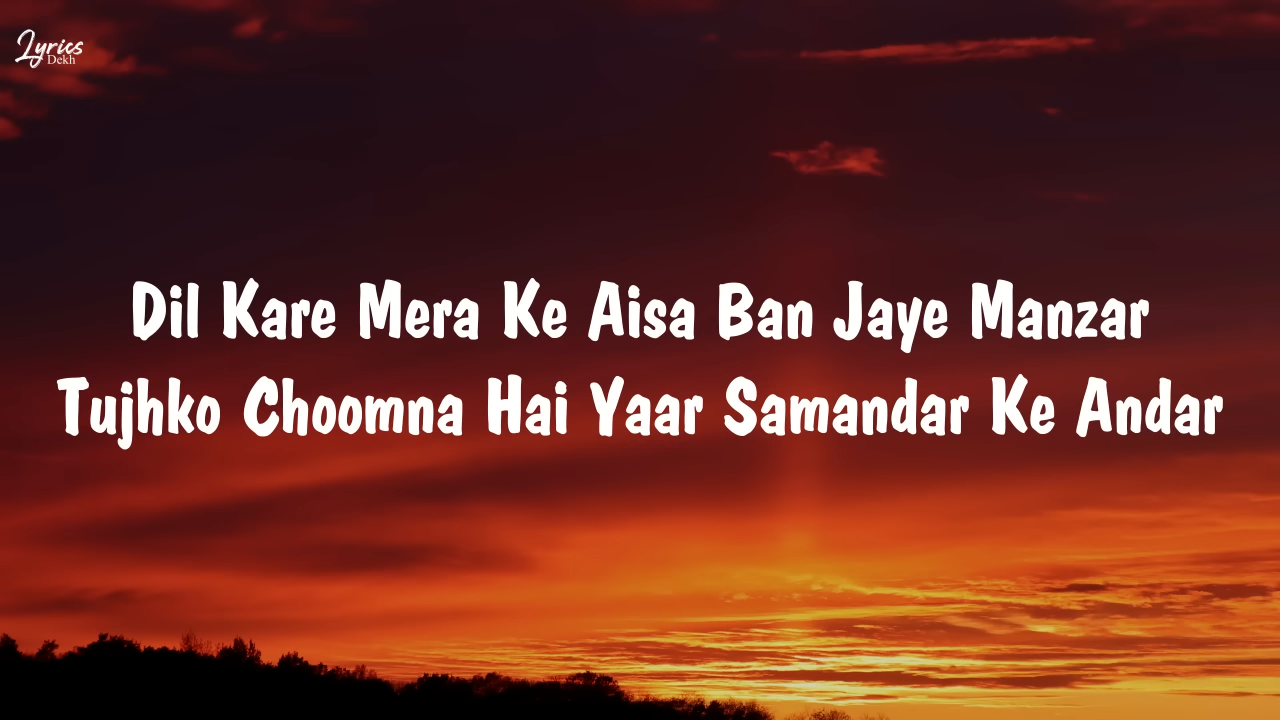 Lyrics
Dekh
Dil Kare Mera Ke Aisa Ban Jaye Manzar
Tujhko Choomna Hai Yaar Samandar Ke Andar